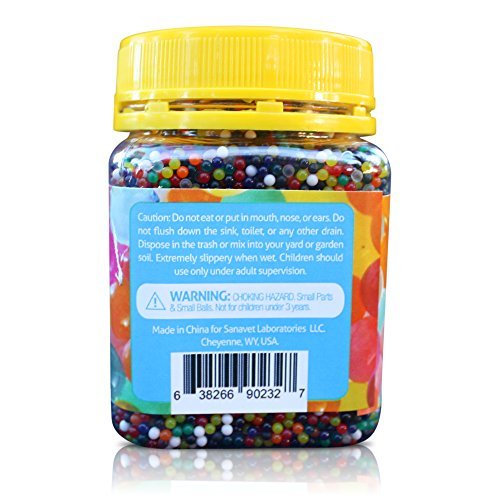 Caution: Do not eat or put in mouth, nose, or ears. Do
not flush down the sink, toilet, or any other drain.
Dispose in the trash or mix into your yard or garden
soil. Extremely slippery when wet. Children should
use only under adult supervision.
WARNING: CHOKING HAZARD. Small Parts
& Small Balls. Not for children under 3 years.
Made in China for Sanavet Laboratories LLC.
Cheyenne, WY, USA.
6 38266 90232 7